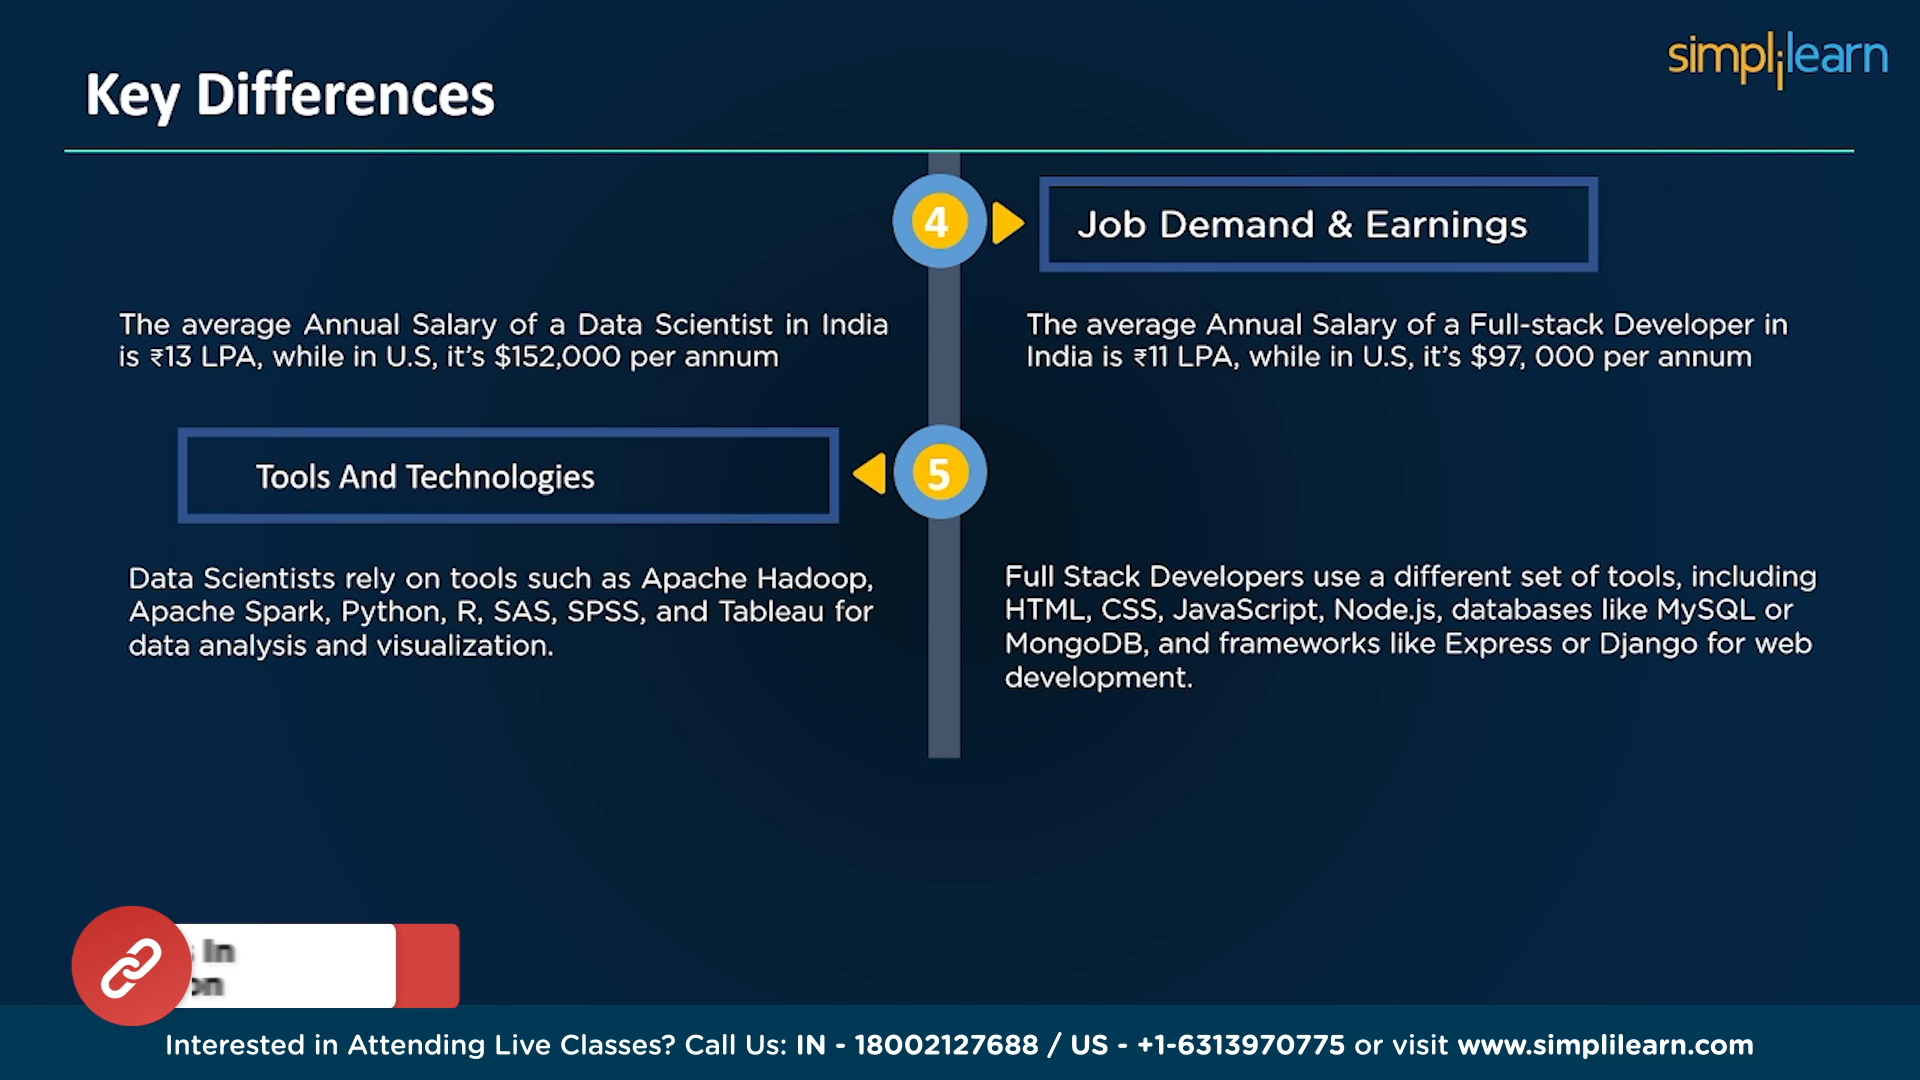 simplilearn
Key Differences
4
Job Demand & Earnings
The average Annual Salary of a Data Scientist in India
is ₹13 LPA, while in U.S, it's $152,000 per annum
The average Annual Salary of a Full-stack Developer in
India is ₹11 LPA, while in U.S, it's $97, 000 per annum
Tools And Technologies
5
Data Scientists rely on tools such as Apache Hadoop,
Apache Spark, Python, R, SAS, SPSS, and Tableau for
data analysis and visualization.
Full Stack Developers use a different set of tools, including
HTML, CSS, JavaScript, Node.js, databases like MySQL or
MongoDB, and frameworks like Express or Django for web
development.
In
Interested in Attending Live Classes? Call Us: IN - 18002127688 / US - +1-6313970775 or visit www.simplilearn.com